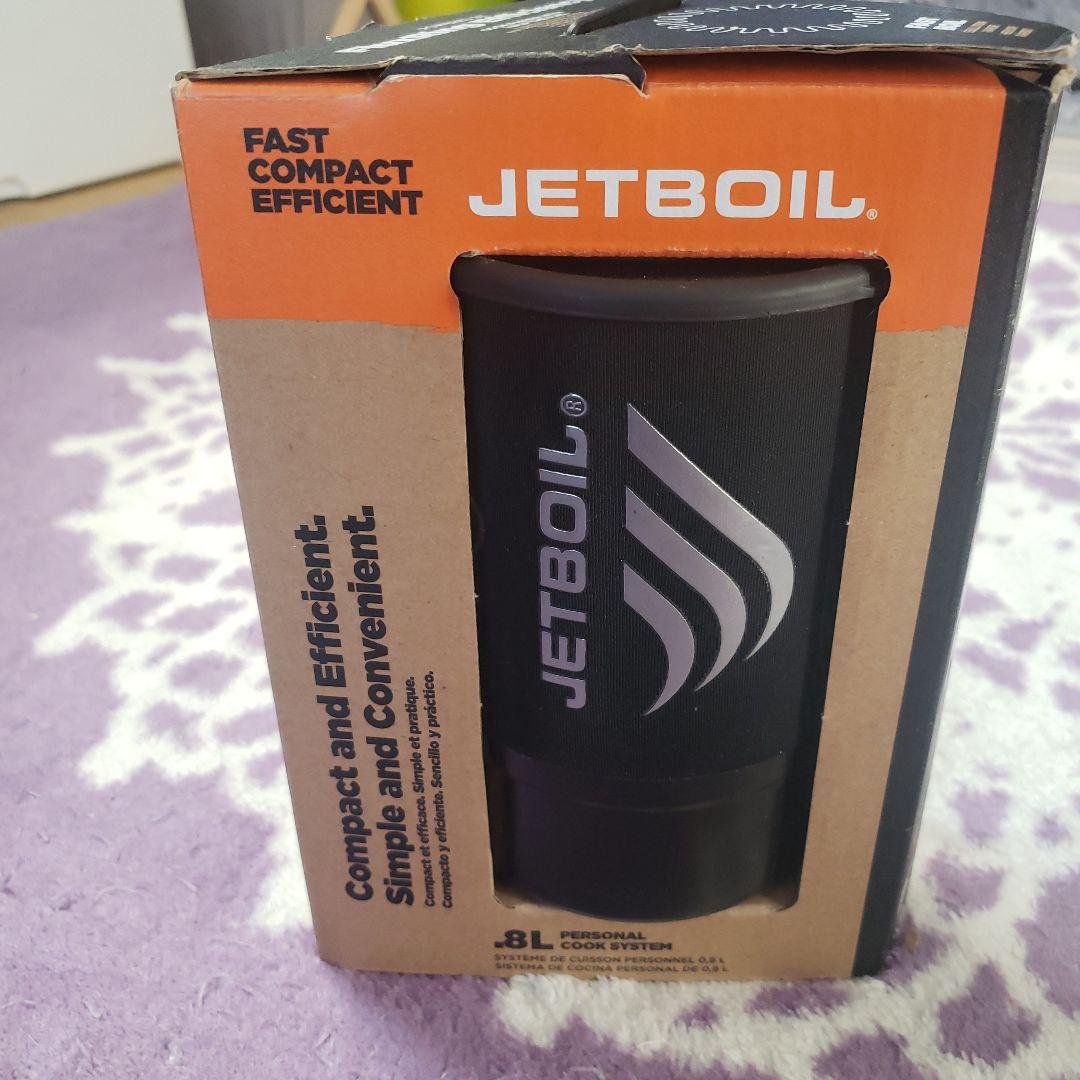 FAST
COMPACT
EFFICIENT
JETBOIL®
JETBOIL®
Compact and Efficient.
Simple and Convenient.
Compact et efficace. Simple et pratique.
Compacto y eficiente. Sencillo y práctico.
.8L PERSONAL
COOK SYSTEM
SYSTÈME DE CUISSON PERSONNEL 0,8 L
SISTEMA DE COCINA PERSONAL DE 0,8 L